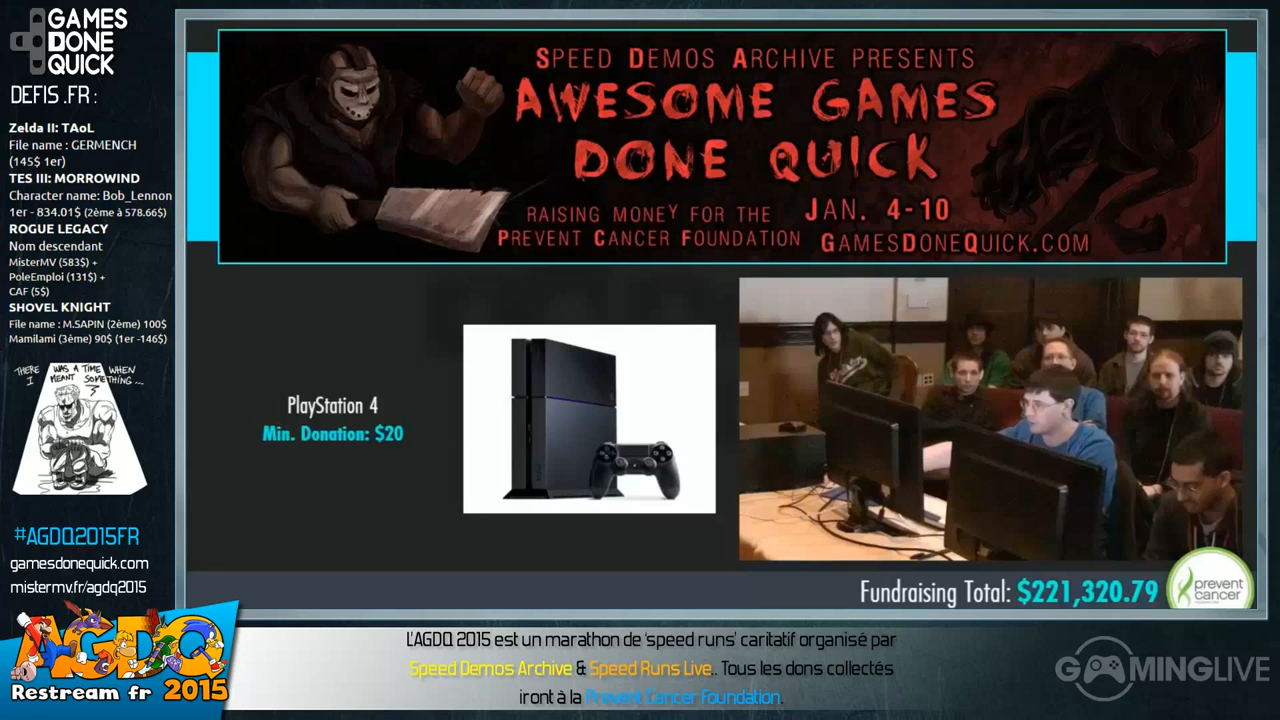 GAMES
DONE
QUICK
DEFIS .FR :
Zelda II: TAoL
File name : GERMENCH
(145$ 1er)
TES III: MORROWIND
Character name: Bob_Lennon
1er - 834.01$ (2ème à 578.66$)
ROGUE LEGACY
Nom descendant
MisterMV (583$) +
PoleEmploi (131$) +
CAF (5$)
SHOVEL KNIGHT
File name : M.SAPIN (2ème) 100$
Mamilami (3ème) 90$ (1er -146$)
THERE WAS A TIME WHEN
I MEANT SOMETHING...
#AGDQ2015FR
gamesdonequick.com
mistermv.fr/agdq2015
AGDQ
Restream fr 2015
SPEED DEMOS ARCHIVE PRESENTS
AWESOME GAMES
DONE QUICK
RAISING MONEY FOR THE
PREVENT CANCER FOUNDATION
JAN. 4-10
GAMESDONEQUICK.COM
PlayStation 4
Min. Donation: $20
Fundraising Total: $221,320.79
prevent
cancer
L'AGDQ 2015 est un marathon de 'speed runs' caritatif organisé par
Speed Demos Archive & Speed Runs Live.. Tous les dons collectés
iront à la Prevent Cancer Foundation.
GAMINGLIVE